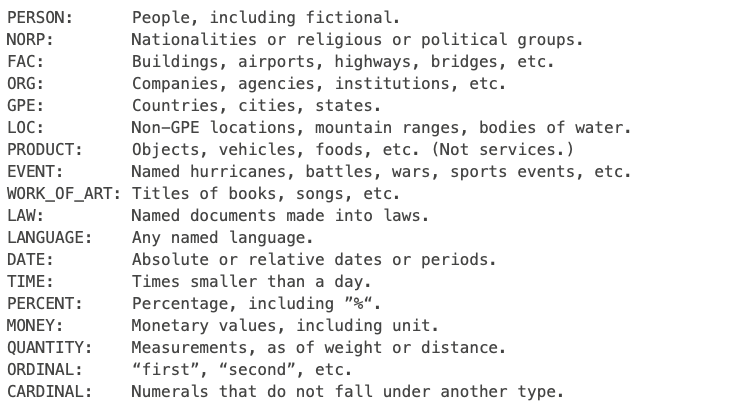 PERSON: People, including fictional.
NORP: Nationalities or religious or political groups.
FAC: Buildings, airports, highways, bridges, etc.
ORG: Companies, agencies, institutions, etc.
GPE: Countries, cities, states.
LOC: Non-GPE locations, mountain ranges, bodies of water.
PRODUCT: Objects, vehicles, foods, etc. (Not services.)
EVENT: Named hurricanes, battles, wars, sports events, etc.
WORK_OF_ART: Titles of books, songs, etc.
LAW: Named documents made into laws.
LANGUAGE: Any named language.
DATE: Absolute or relative dates or periods.
TIME: Times smaller than a day.
PERCENT: Percentage, including ”%“.
MONEY: Monetary values, including unit.
QUANTITY: Measurements, as of weight or distance.
ORDINAL: “first”, “second”, etc.
CARDINAL: Numerals that do not fall under another type.